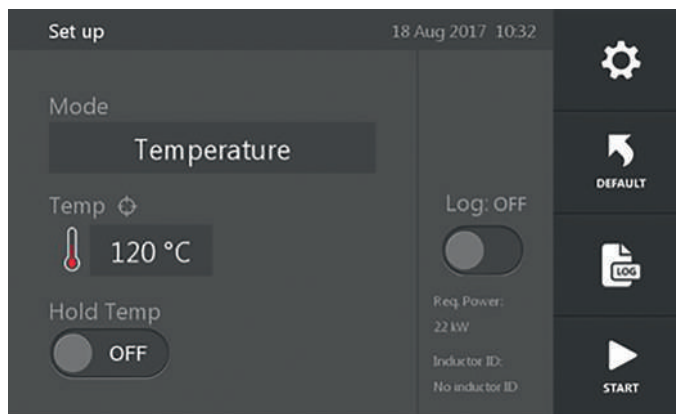 Set up
18 Aug 2017 10:32
Mode
Temperature
Temp
120 °C
Hold Temp
OFF
Log: OFF
Req. Power:
22 kW
Inductor ID:
No inductor ID
DEFAULT
LOG
START